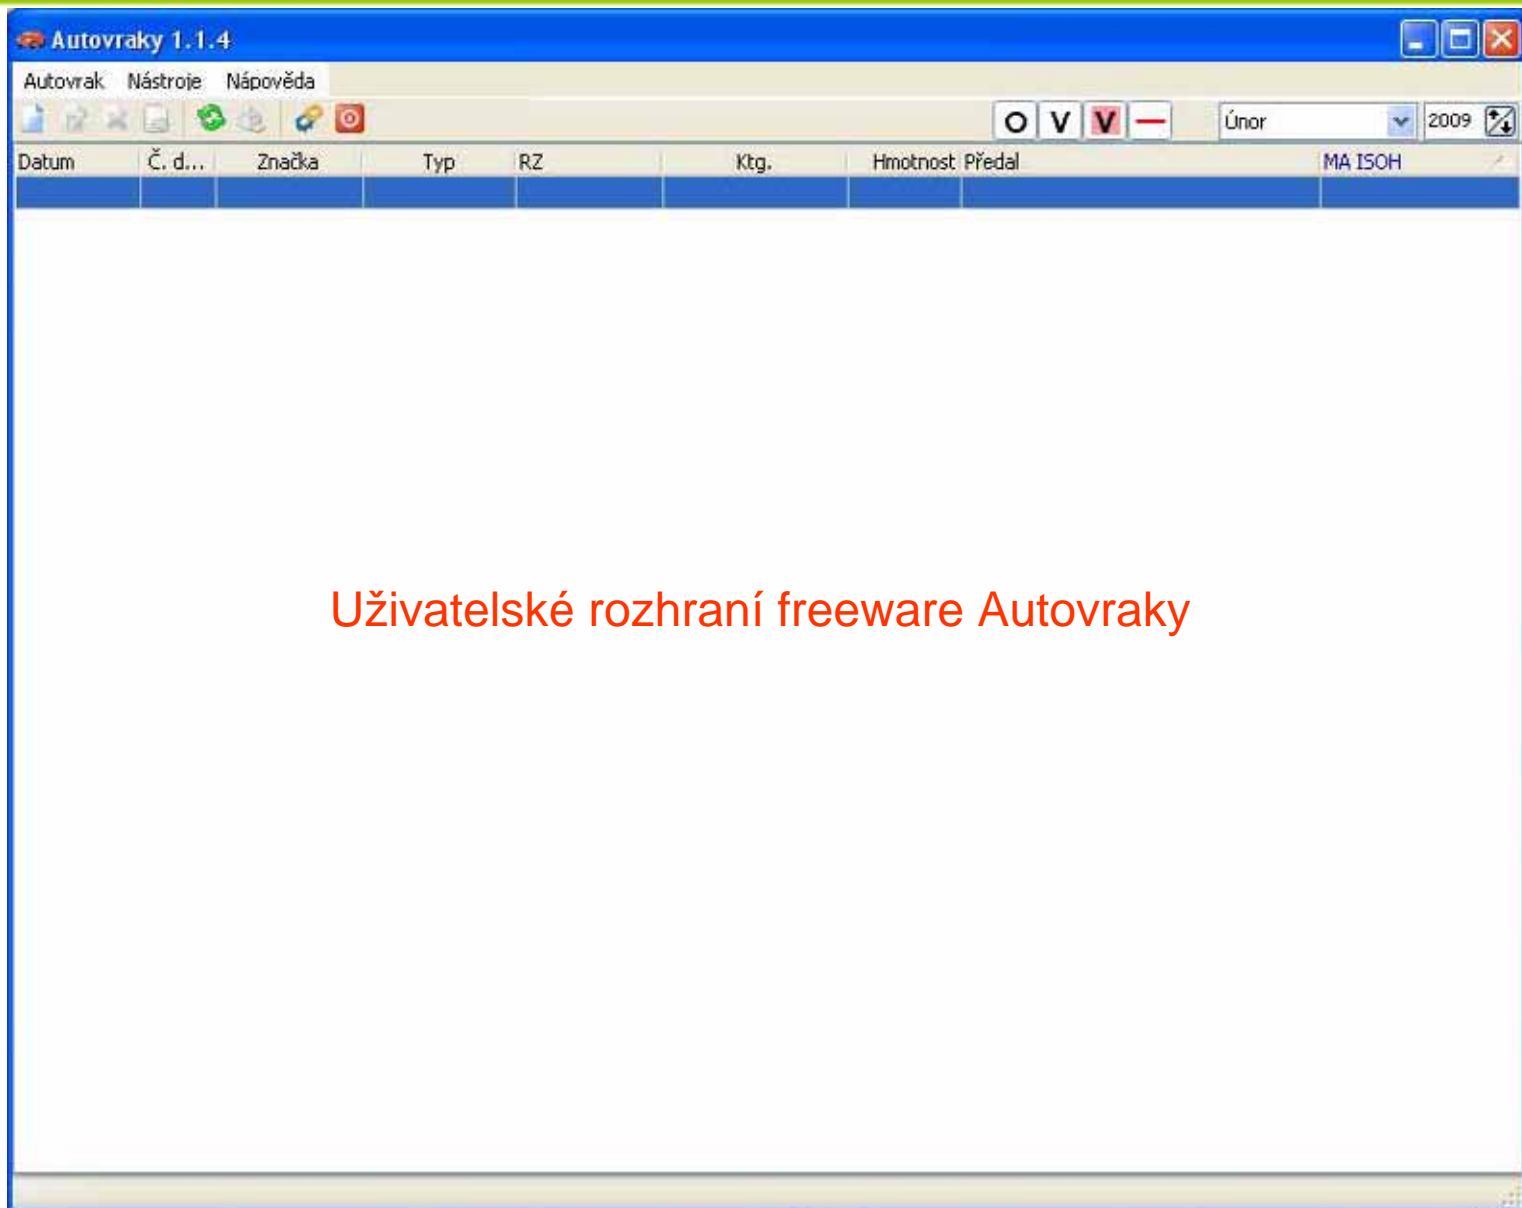 Autovraky 1.1.4
Autovrak Nástroje Nápověda
O V V Únor 2009
Datum Č. d... Značka Typ RZ Ktg. Hmotnost Předal MA ISOH
Uživatelské rozhraní freeware Autovraky